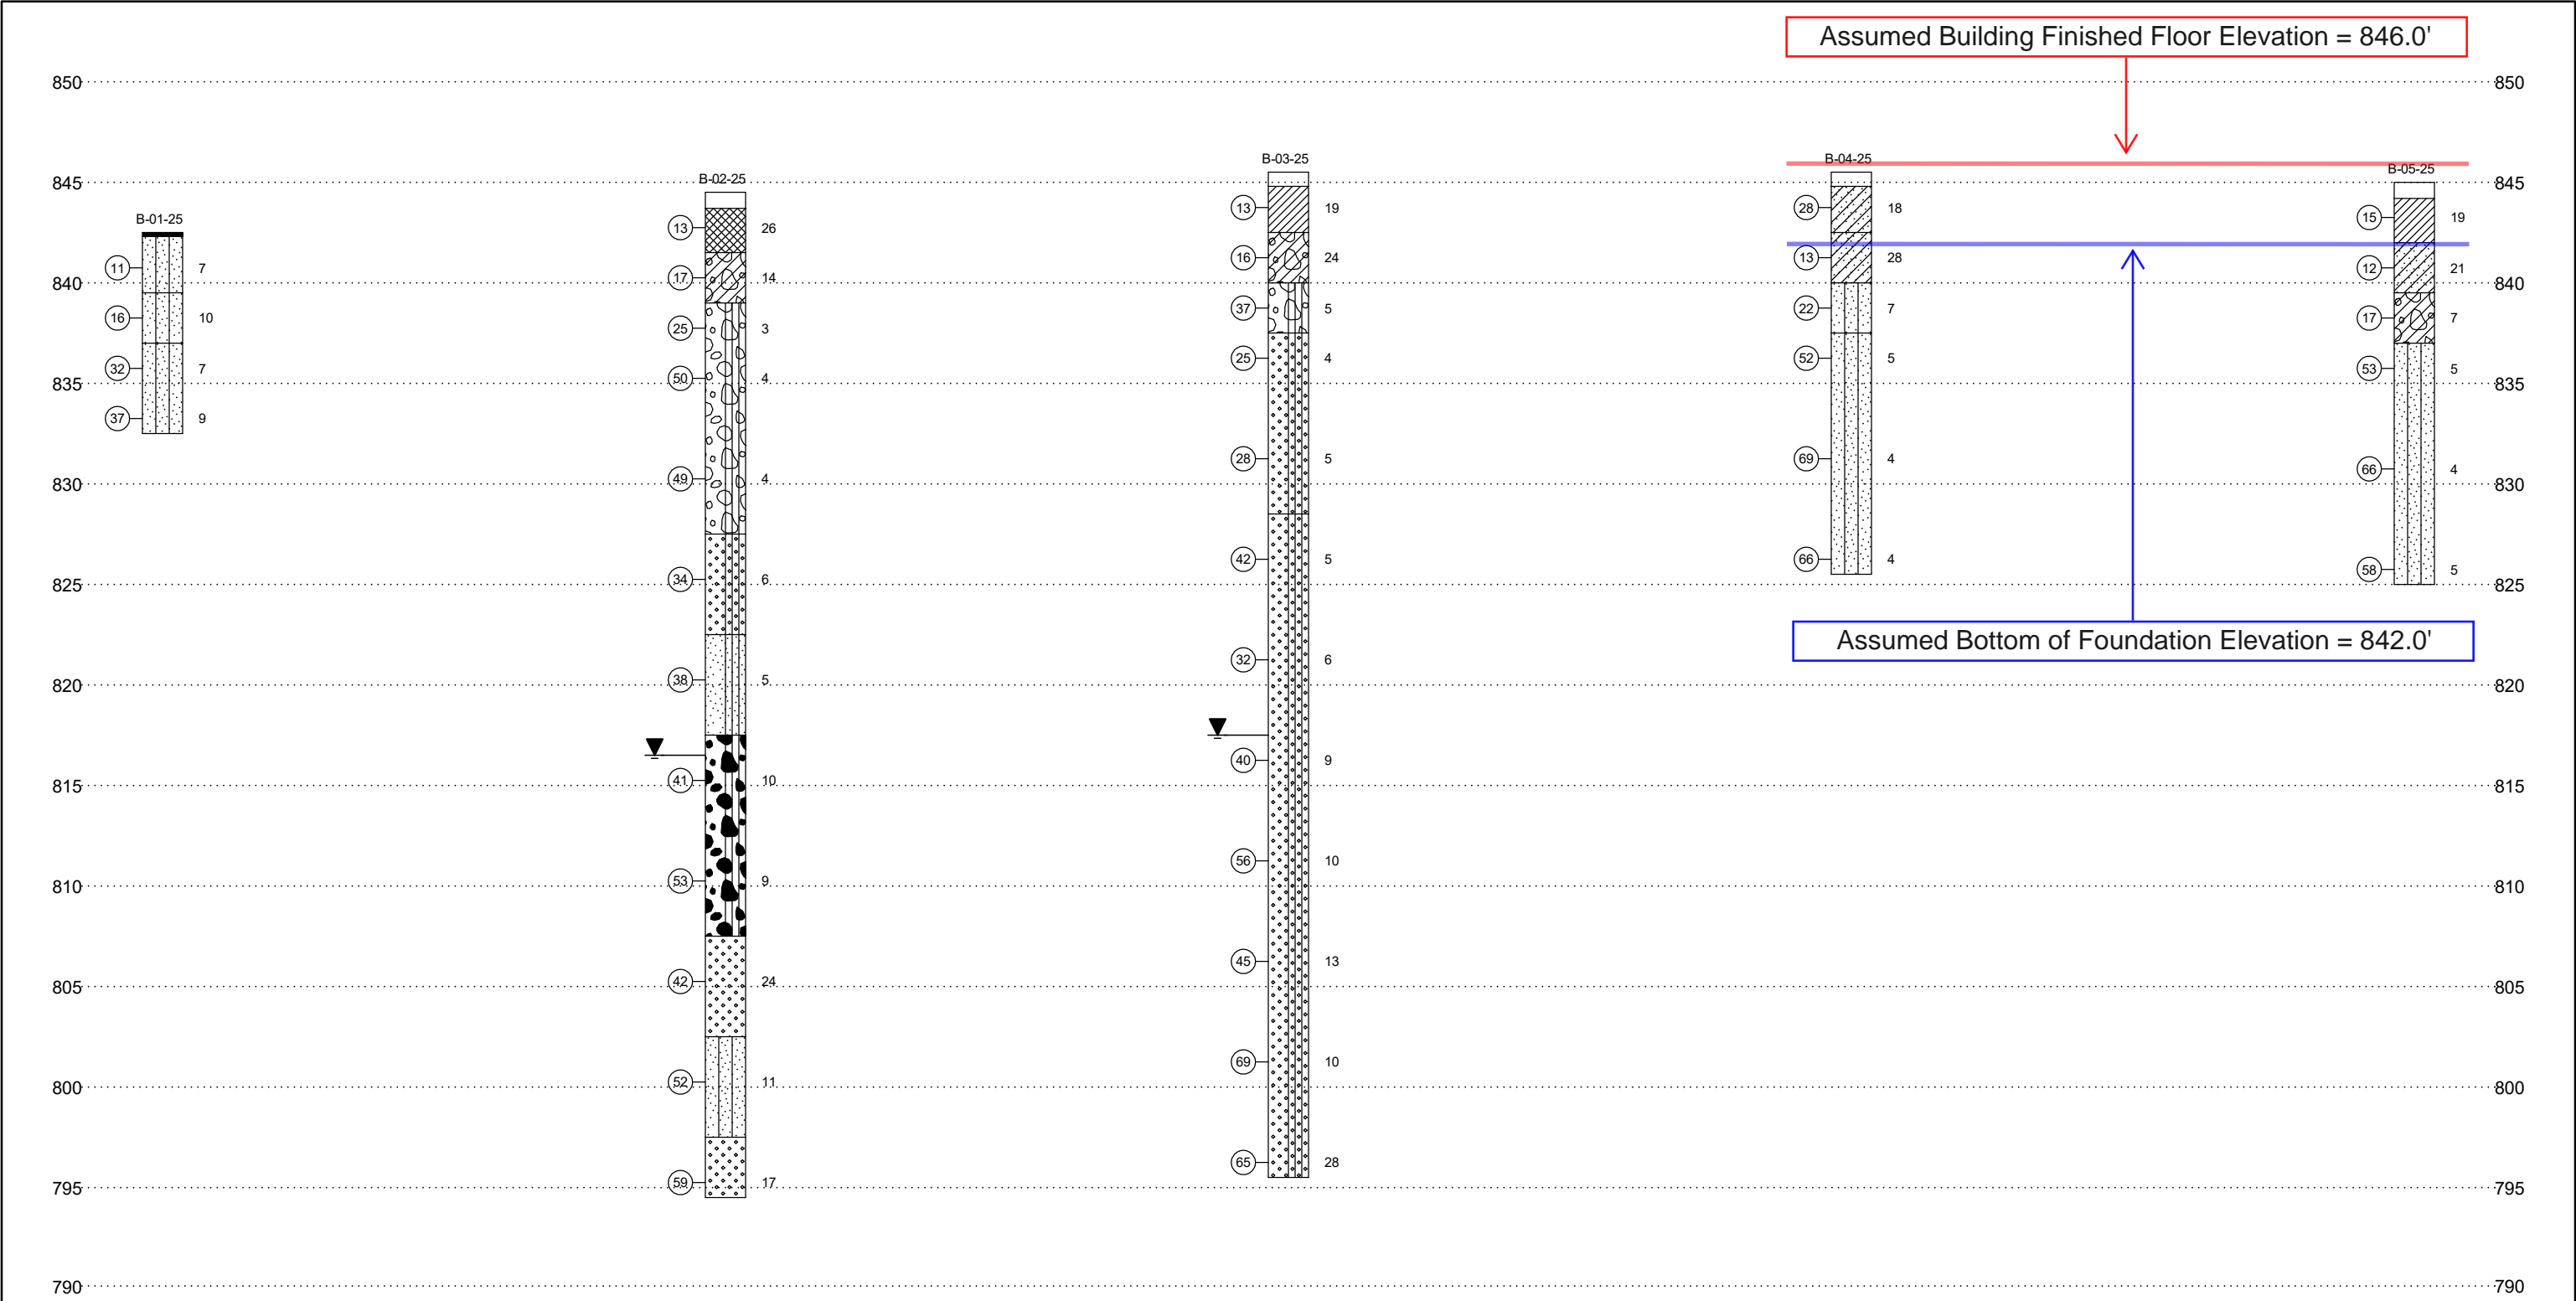 Assumed Building Finished Floor Elevation = 846.0'
850 850
B-03-25 B-04-25
B-05-25
845 B-02-25 845
13 19 28 18
B-01-25 15 19
13 26
16 24 13 28
11 7 12 21
17 14
840 840
37 5 22 7
16 10 17 7
25 3
25 4 52 5
32 7 53 5
50 4
835 835
37 9
28 5 69 4
66 4
49 4
830 830
42 5 66 4
58 5
34 6
825 825
Assumed Bottom of Foundation Elevation = 842.0'
32 6
38 5
820 820
40 9
41 10
815 815
56 10
53 9
810 810
45 13
42 24
805 805
69 10
52 11
800 800
65 28
59 17
795 795
790 790